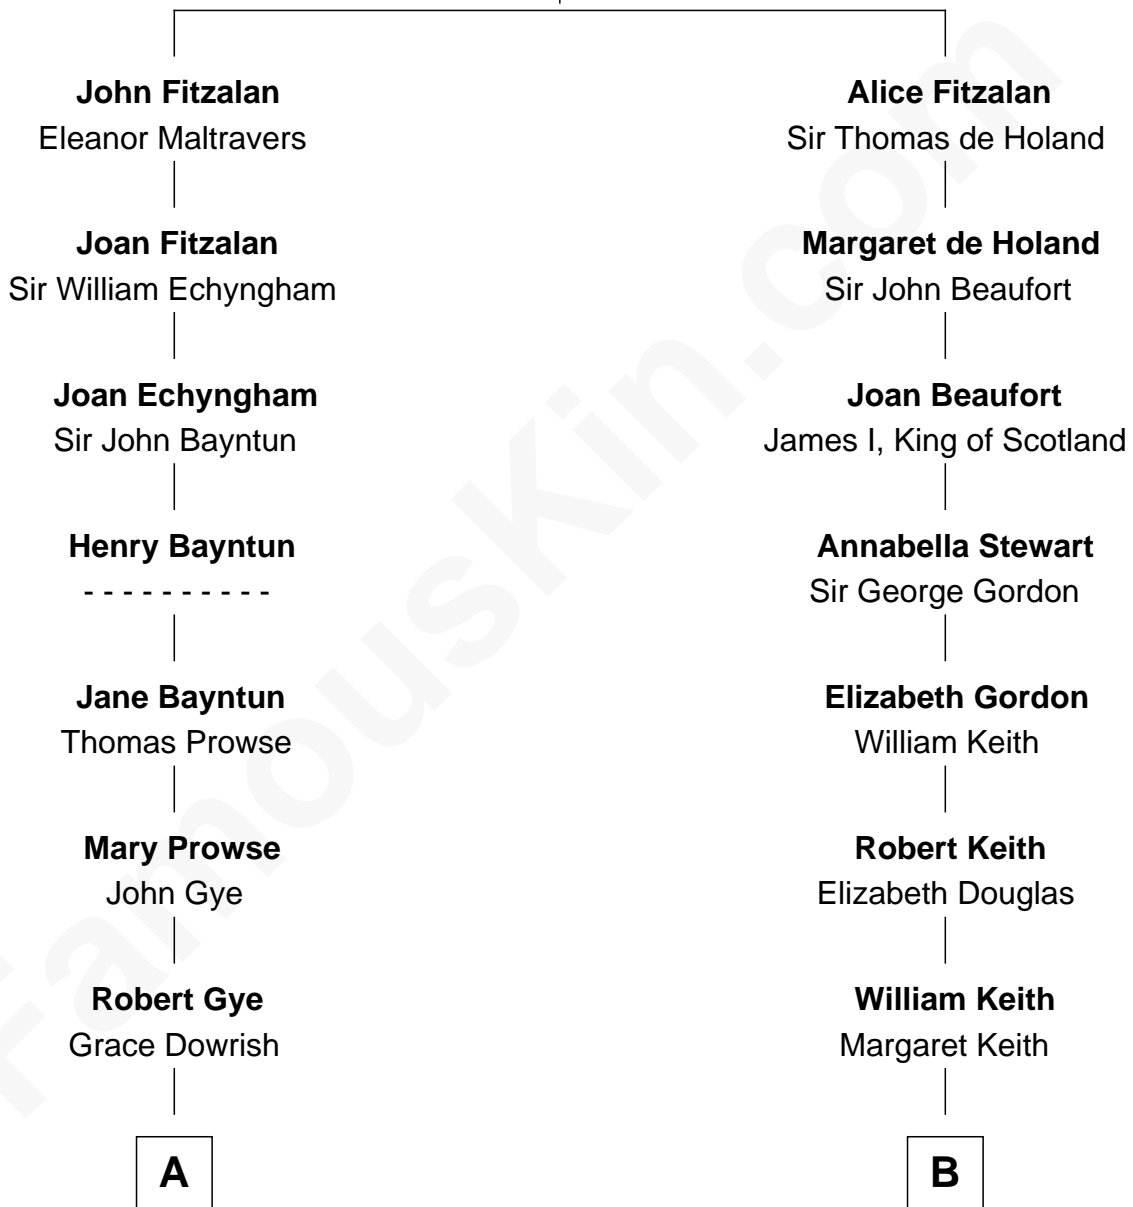 John Fitzalan
Eleanor Maltravers
Joan Fitzalan
Sir William Echyngham
Joan Echyngham
Sir John Bayntun
Henry Bayntun
- - - - - - - - - -
Jane Bayntun
Thomas Prowse
Mary Prowse
John Gye
Robert Gye
Grace Dowrish
A
Alice Fitzalan
Sir Thomas de Holand
Margaret de Holand
Sir John Beaufort
Joan Beaufort
James I, King of Scotland
Annabella Stewart
Sir George Gordon
Elizabeth Gordon
William Keith
Robert Keith
Elizabeth Douglas
William Keith
Margaret Keith
B
FamousKin.com